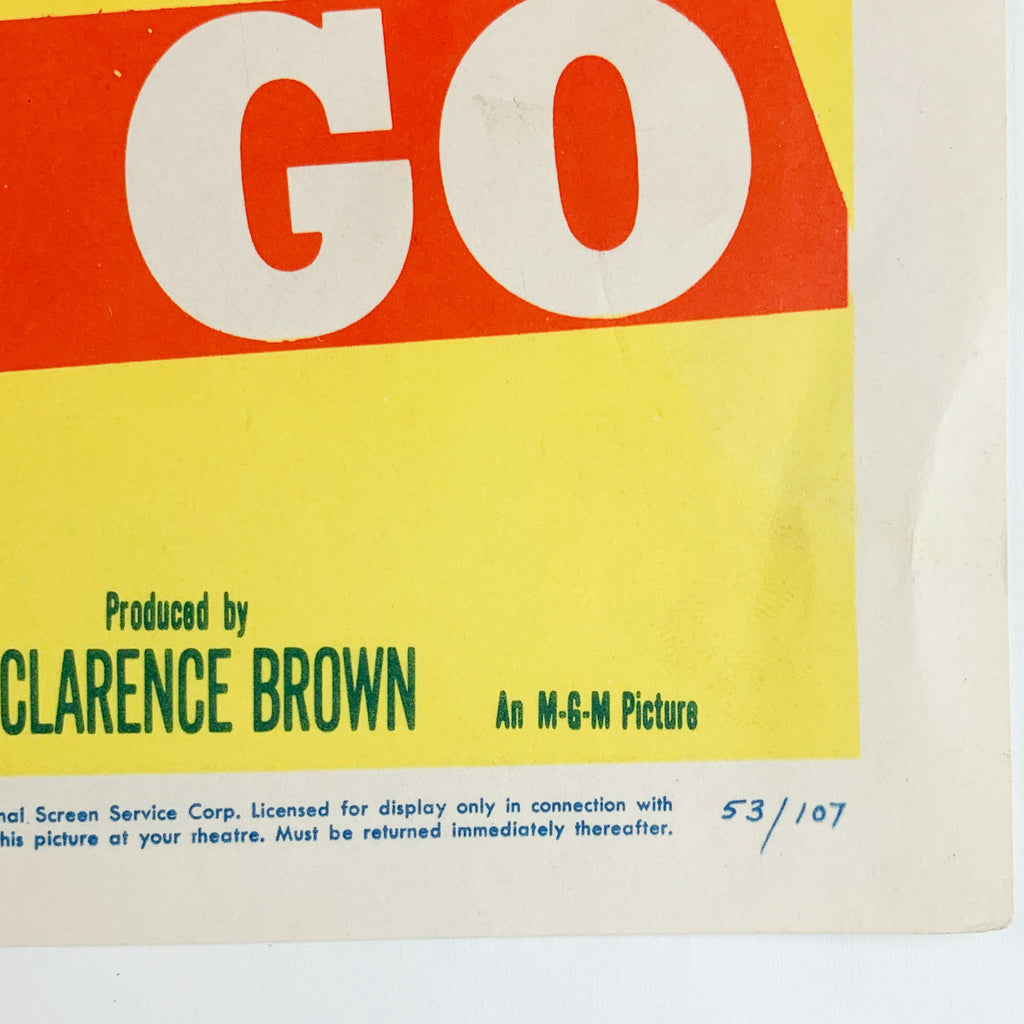 GO
Produced by
CLARENCE BROWN
An M-G-M Picture
nal Screen Service Corp. Licensed for display only in connection with
his picture at your theatre. Must be returned immediately thereafter.
53/107